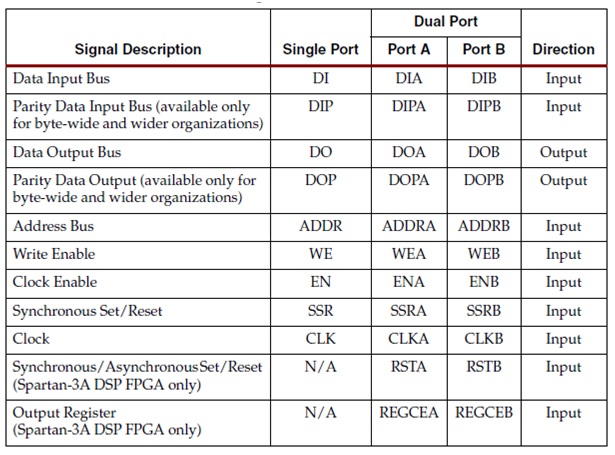 Dual Port
Signal Description Single Port Port A Port B Direction
Data Input Bus DI DIA DIB Input
Parity Data Input Bus (available only DIP DIPA DIPB Input
for byte-wide and wider organizations)
Data Output Bus DO DOA DOB Output
Parity Data Output (available only for DOP DOPA DOPB Output
byte-wide and wider organizations)
Address Bus ADDR ADDRA ADDRB Input
Write Enable WE WEA WEB Input
Clock Enable EN ENA ENB Input
Synchronous Set/Reset SSR SSRA SSRB Input
Clock CLK CLKA CLKB Input
Synchronous/Asynchronous Set/Reset N/A RSTA RSTB Input
(Spartan-3A DSP FPGA only)
Output Register N/A REGCEA REGCEB Input
(Spartan-3A DSP FPGA only)